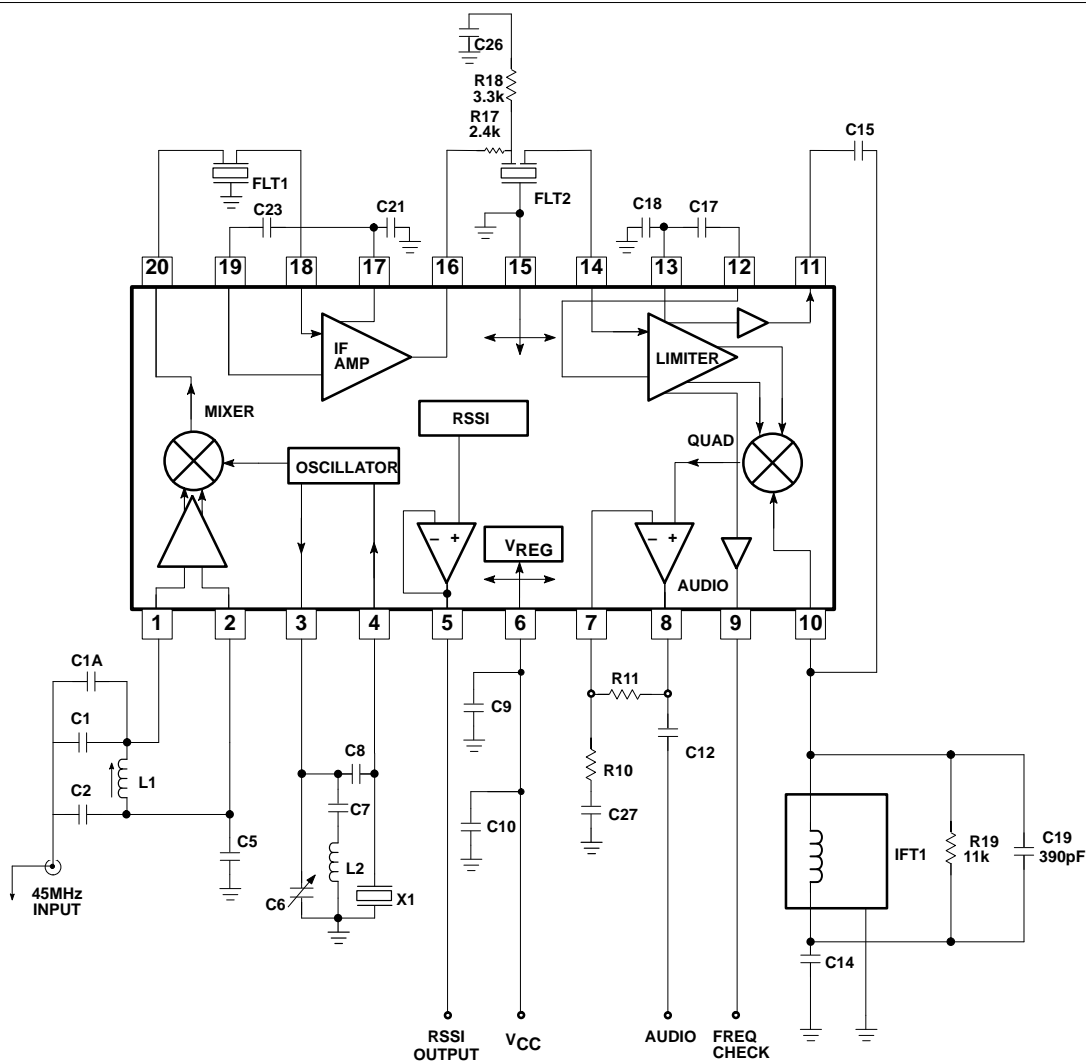 C26
R18
3.3k
R17
2.4k
C15
FLT1
FLT2
C23
C21
C18
C17
20
19
18
17
16
15
14
13
12
11
IF
AMP
LIMITER
MIXER
RSSI
QUAD
OSCILLATOR
– +
VREG
– +
AUDIO
1
2
3
4
5
6
7
8
9
10
C1A
C1
L1
C2
C5
45MHz
INPUT
C8
C7
L2
C6
X1
C9
C10
R11
R10
C12
C27
IFT1
R19
11k
C19
390pF
C14
RSSI
OUTPUT
VCC
AUDIO
FREQ
CHECK